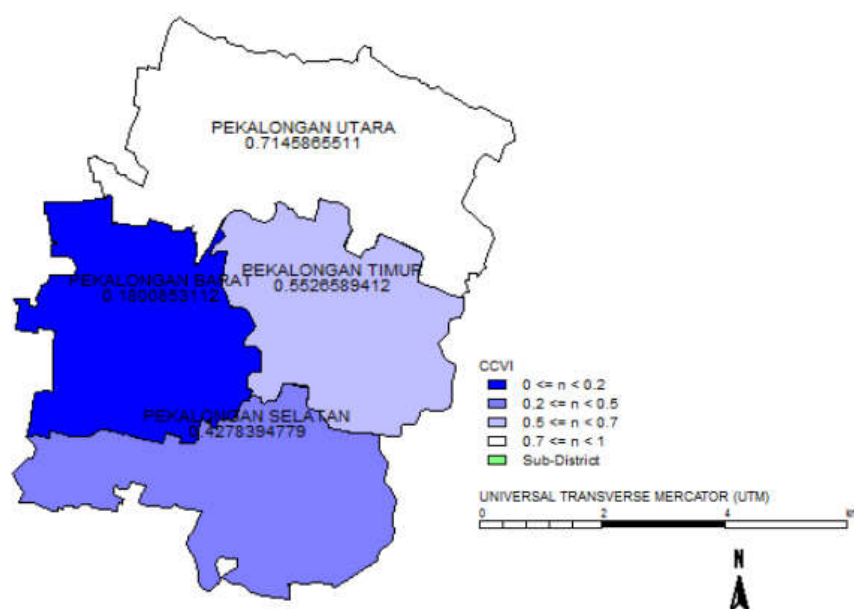 PEKALONGAN UTARA
0.7145865511
PEKALONGAN BARAT
0.1800853112
PEKALONGAN TIMUR
0.5526589412
PEKALONGAN SELATAN
0.4278394779
CCVI
0 <= n < 0.2
0.2 <= n < 0.5
0.5 <= n < 0.7
0.7 <= n < 1
Sub-District
UNIVERSAL TRANSVERSE MERCATOR (UTM)
0 2 4 km
N